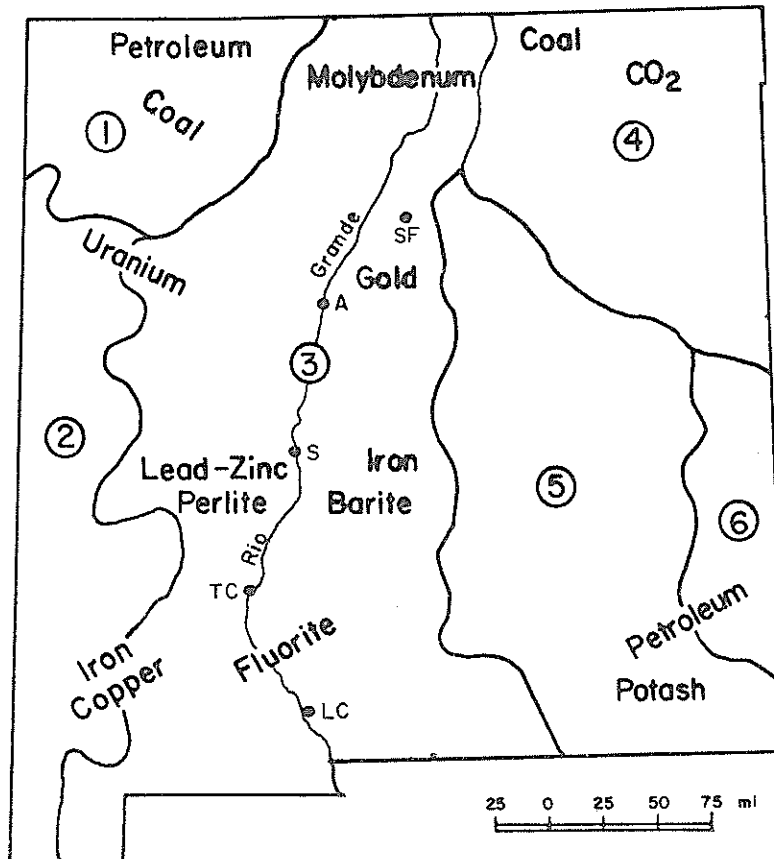 Petroleum
Coal
Molybdenum
Coal
CO2
1
4
Coal
SF
Grande
Uranium
Gold
A
3
2
S
Lead-Zinc
Perlite
Iron
Barite
5
6
Rio
TC
Petroleum
Fluorite
Iron
Copper
Potash
LC
25 0 25 50 75 mi